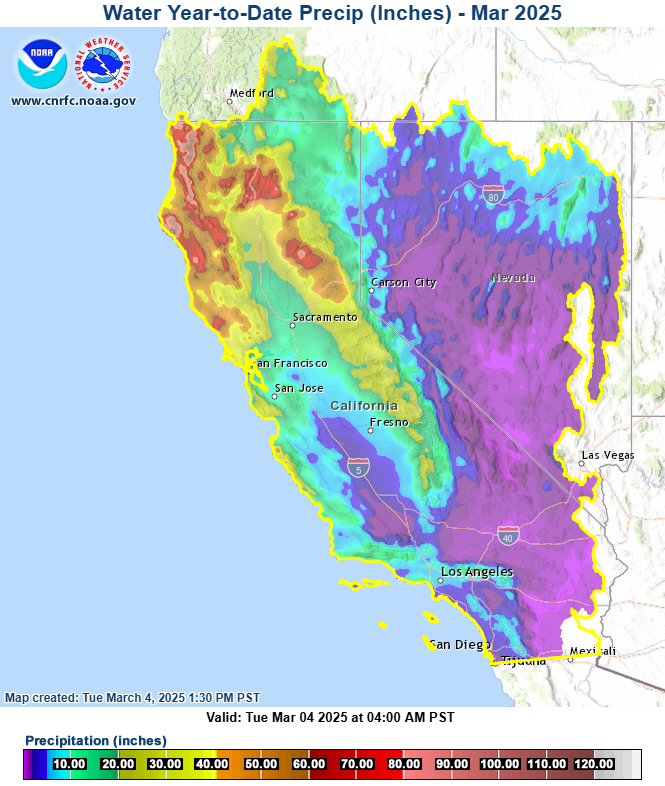 Water Year-to-Date Precip (Inches) - Mar 2025
NOAA
NATIONAL WEATHER SERVICE
www.cnrfc.noaa.gov
Medford
80
Nevada
Carson City
Sacramento
an Francisco
San Jose
California
Fresno
5
Las Vegas
40
Los Angeles
San Diego
Tijuana
Mexicali
Map created: Tue March 4, 2025 1:30 PM PST
Valid: Tue Mar 04 2025 at 04:00 AM PST
Precipitation (inches)
10.00 20.00 30.00 40.00 50.00 60.00 70.00 80.00 90.00 100.00 110.00 120.00